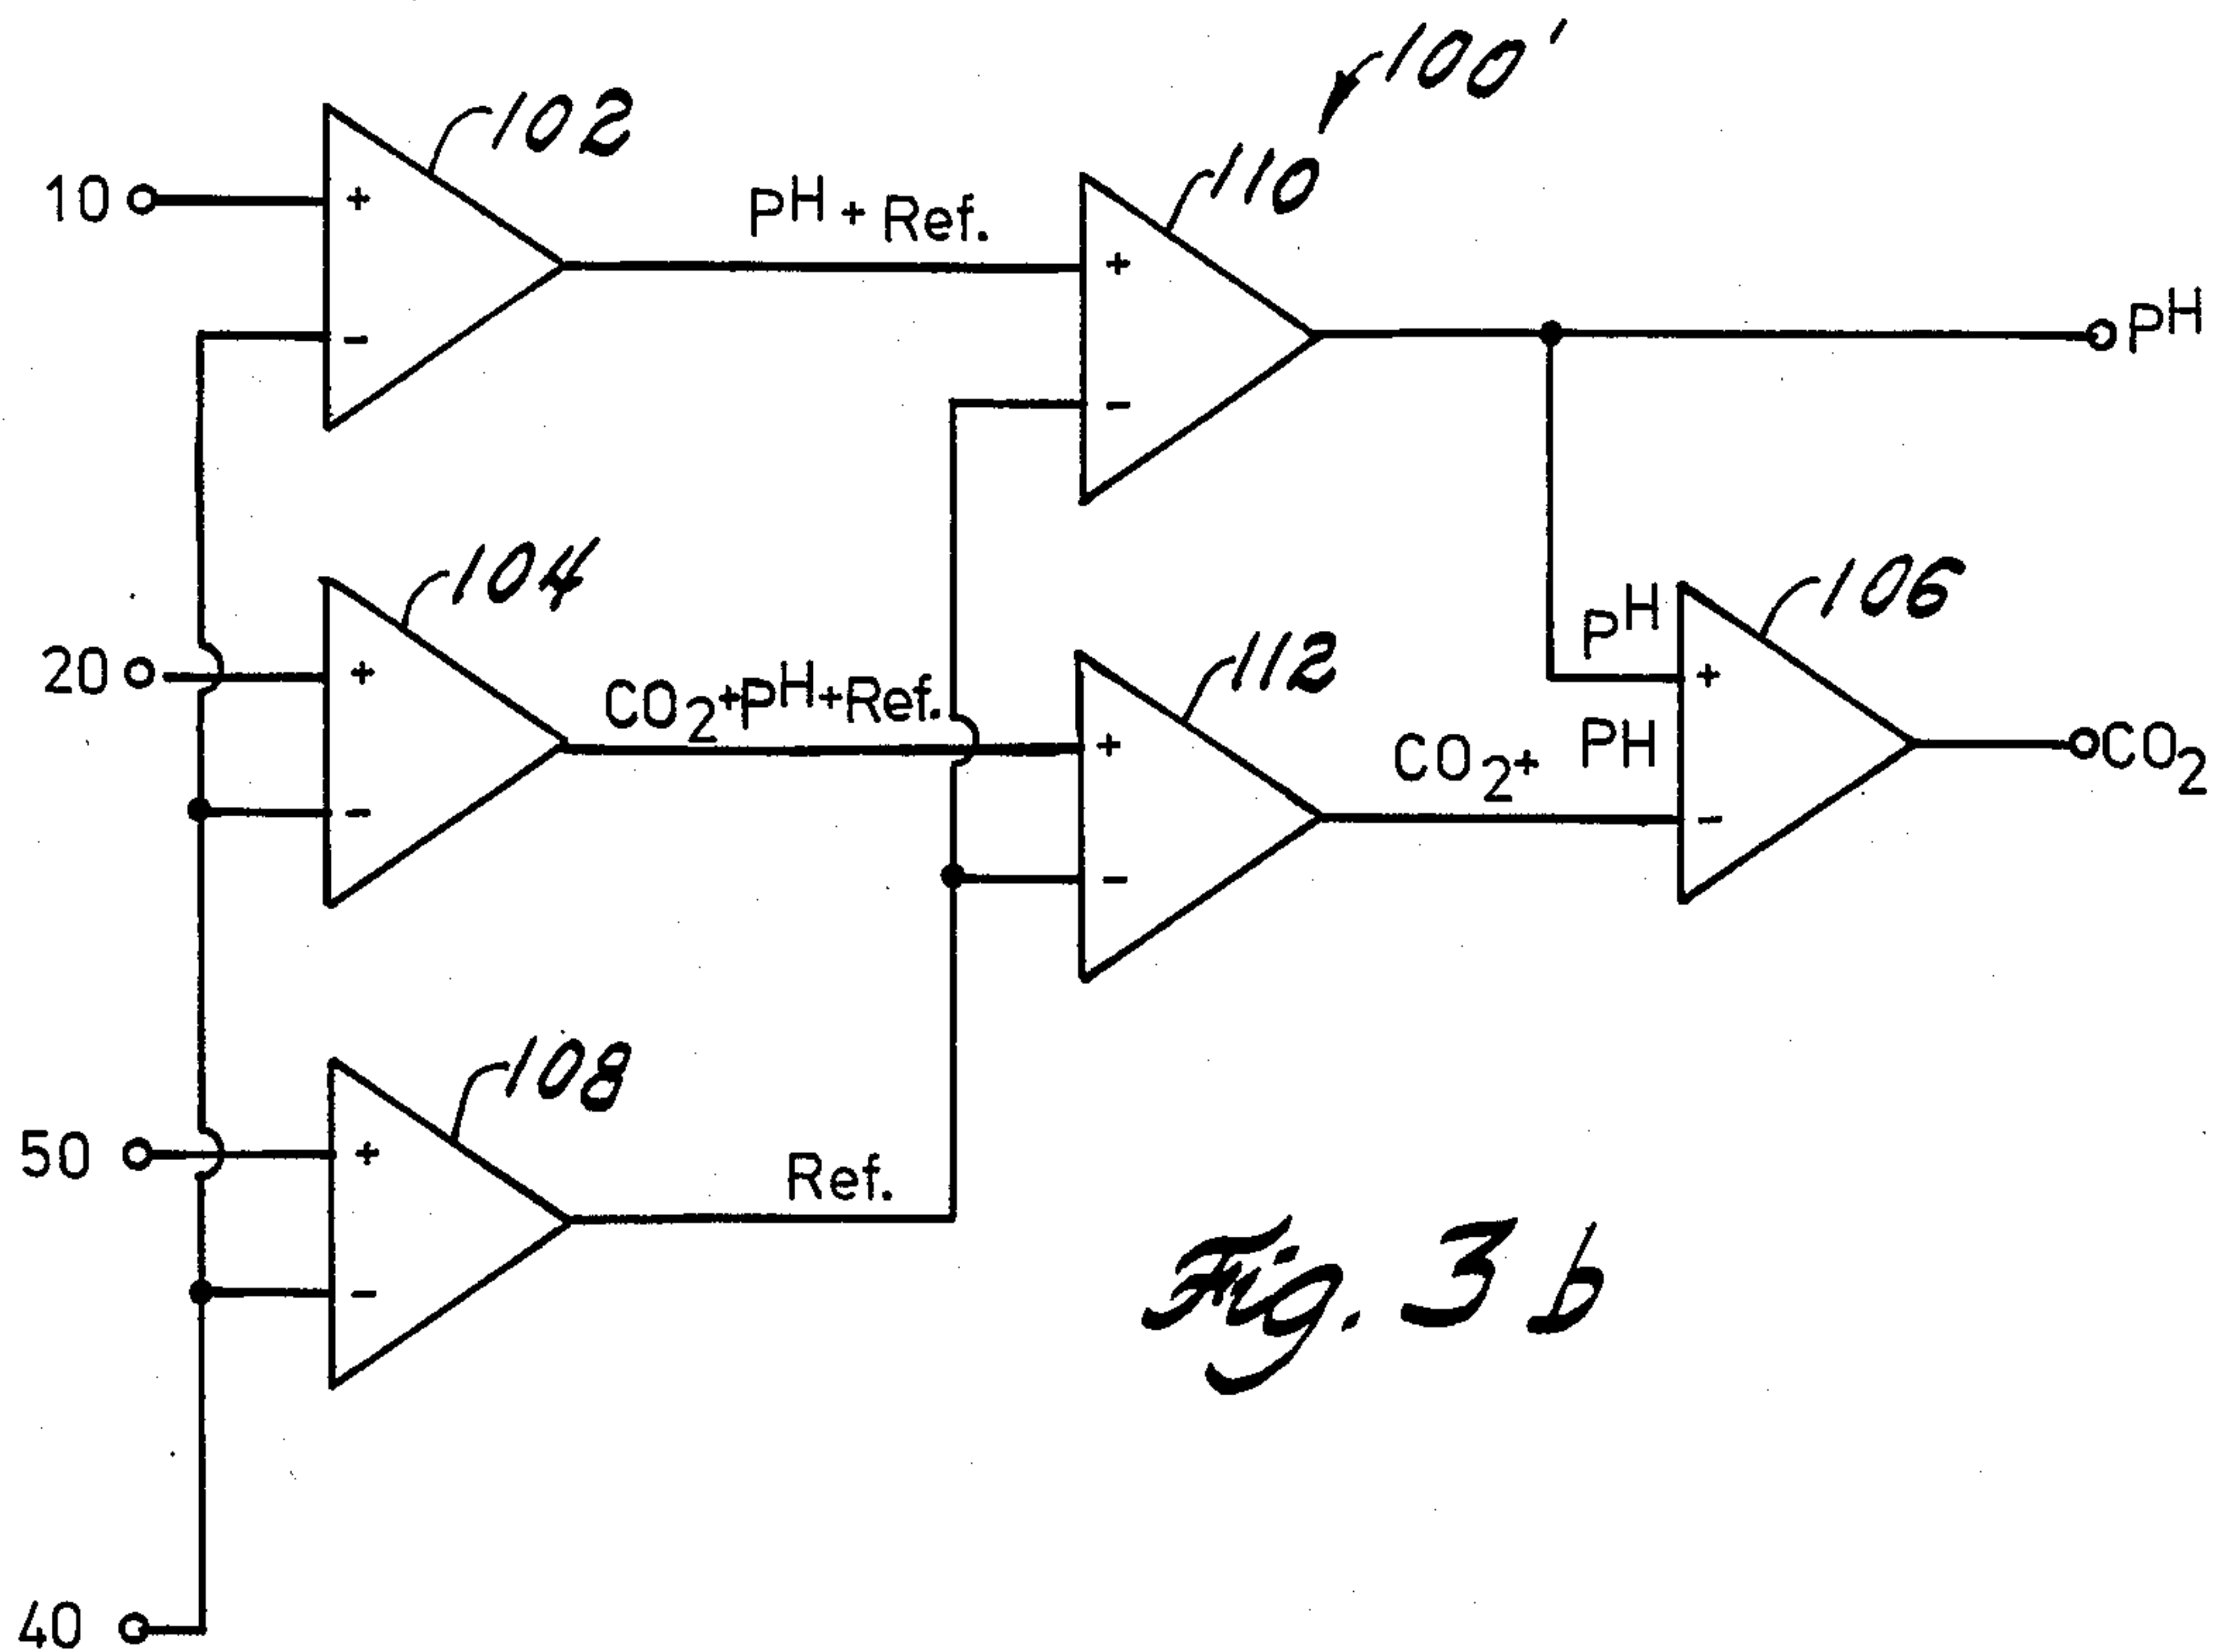 100'
102
10
+
PH + Ref.
110
+
-
-
PH
104
106
20
+
CO2+PH+Ref.
112
PH
+
+
CO2+ PH
CO2
-
-
-
108
50
+
Ref.
-
Fig. 3 b
40